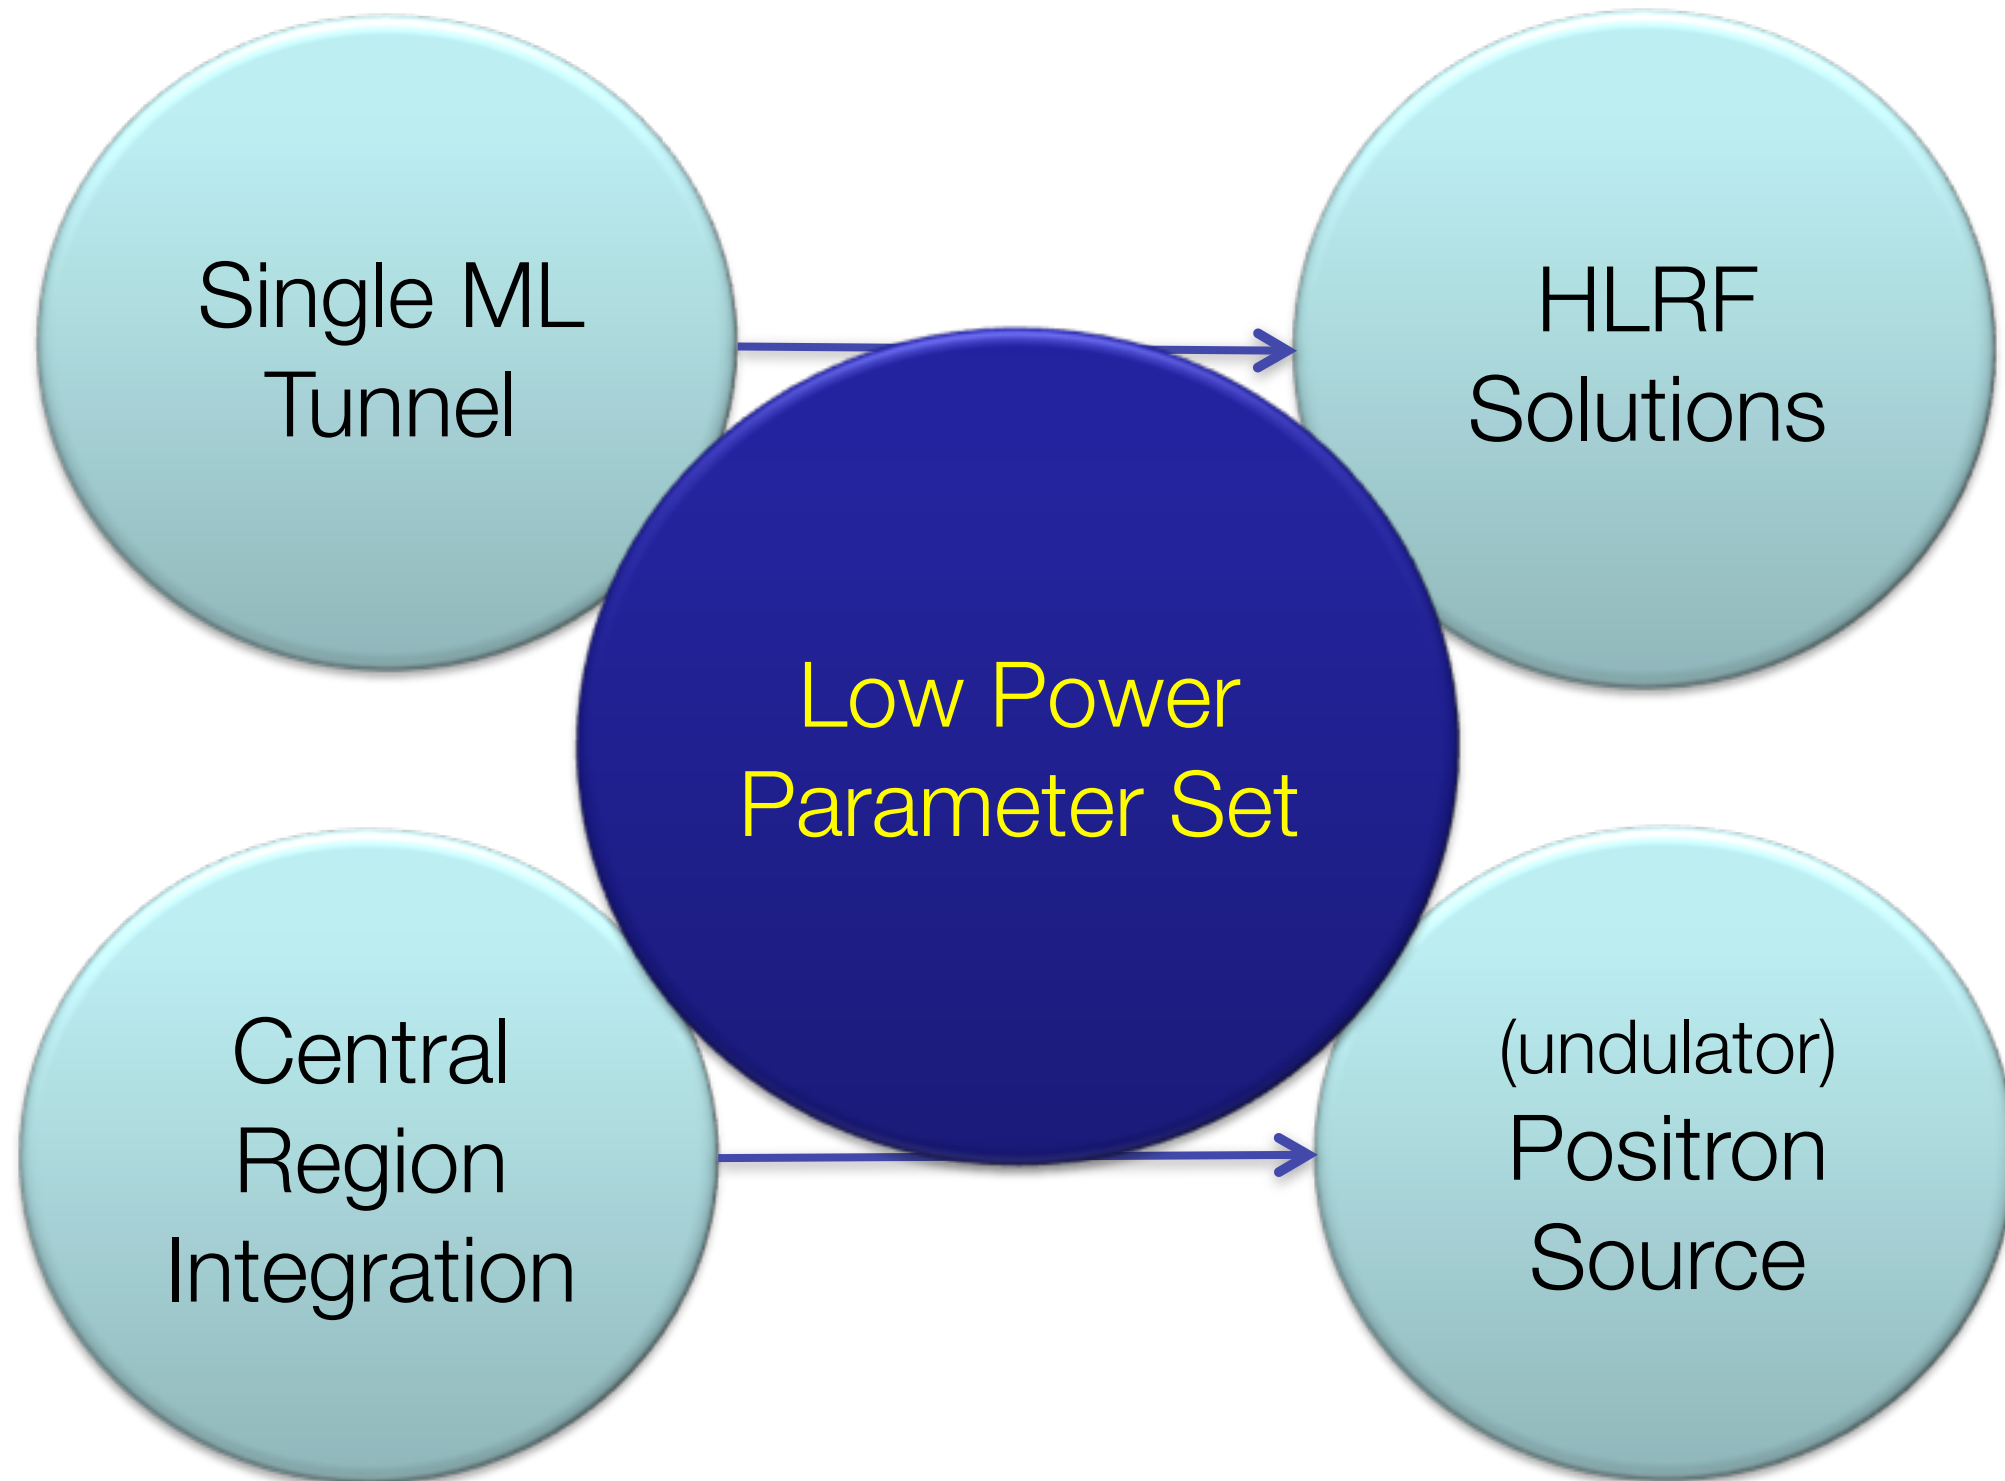 Single ML
Tunnel
HLRF
Solutions
Low Power
Parameter Set
Central
Region
Integration
(undulator)
Positron
Source